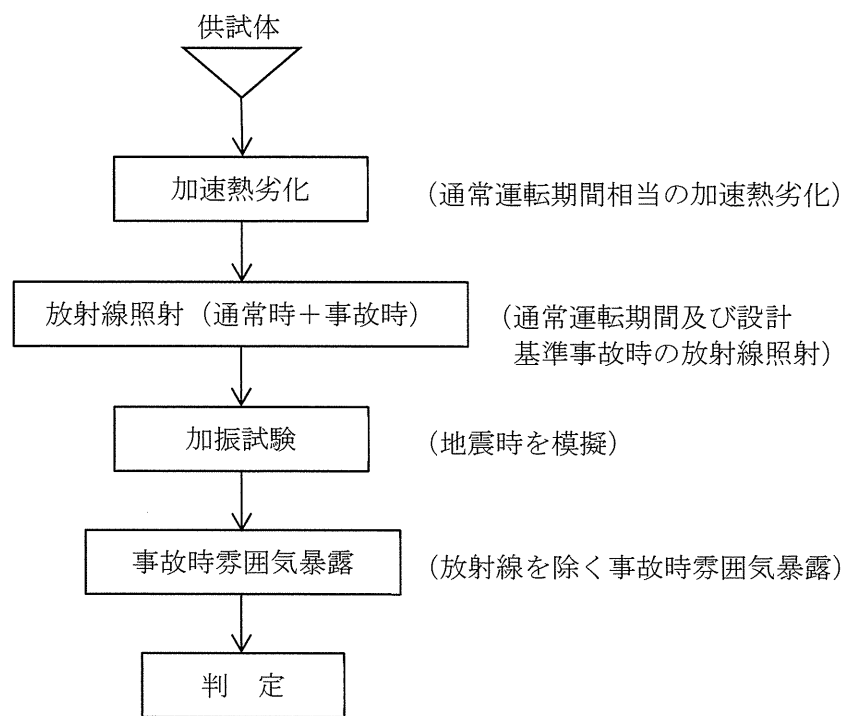 供試体
加速熱劣化
(通常運転期間相当の加速熱劣化)
放射線照射(通常時+事故時)
(通常運転期間及び設計
基準事故時の放射線照射)
加振試験
(地震時を模擬)
事故時雰囲気暴露
(放射線を除く事故時雰囲気暴露)
判 定